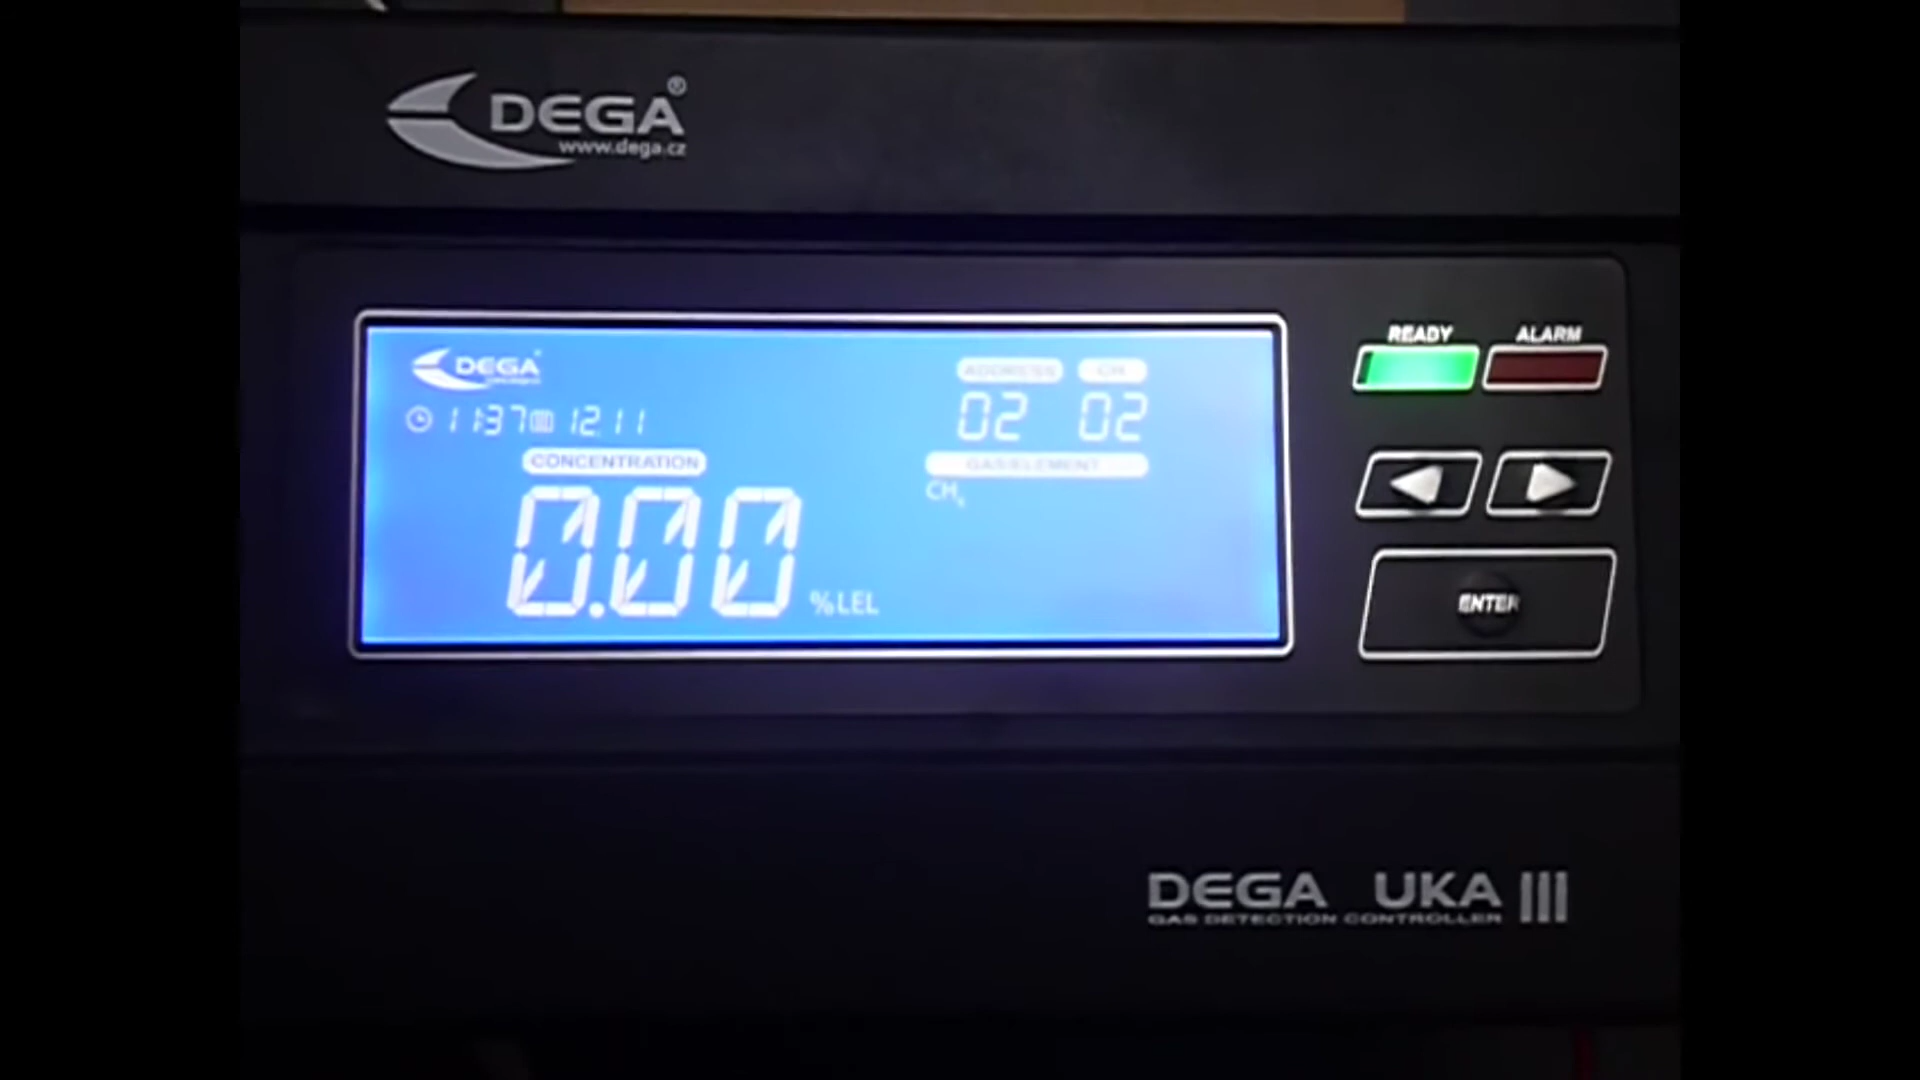 DEGA®
www.dega.cz
READY ALARM
DEGA
ADDRESS CH
11:37 12.11
02 02
CONCENTRATION
GAS/ELEMENT
CH₄
0.00 %LEL
ENTER
DEGA UKA III
GAS DETECTION CONTROLLER